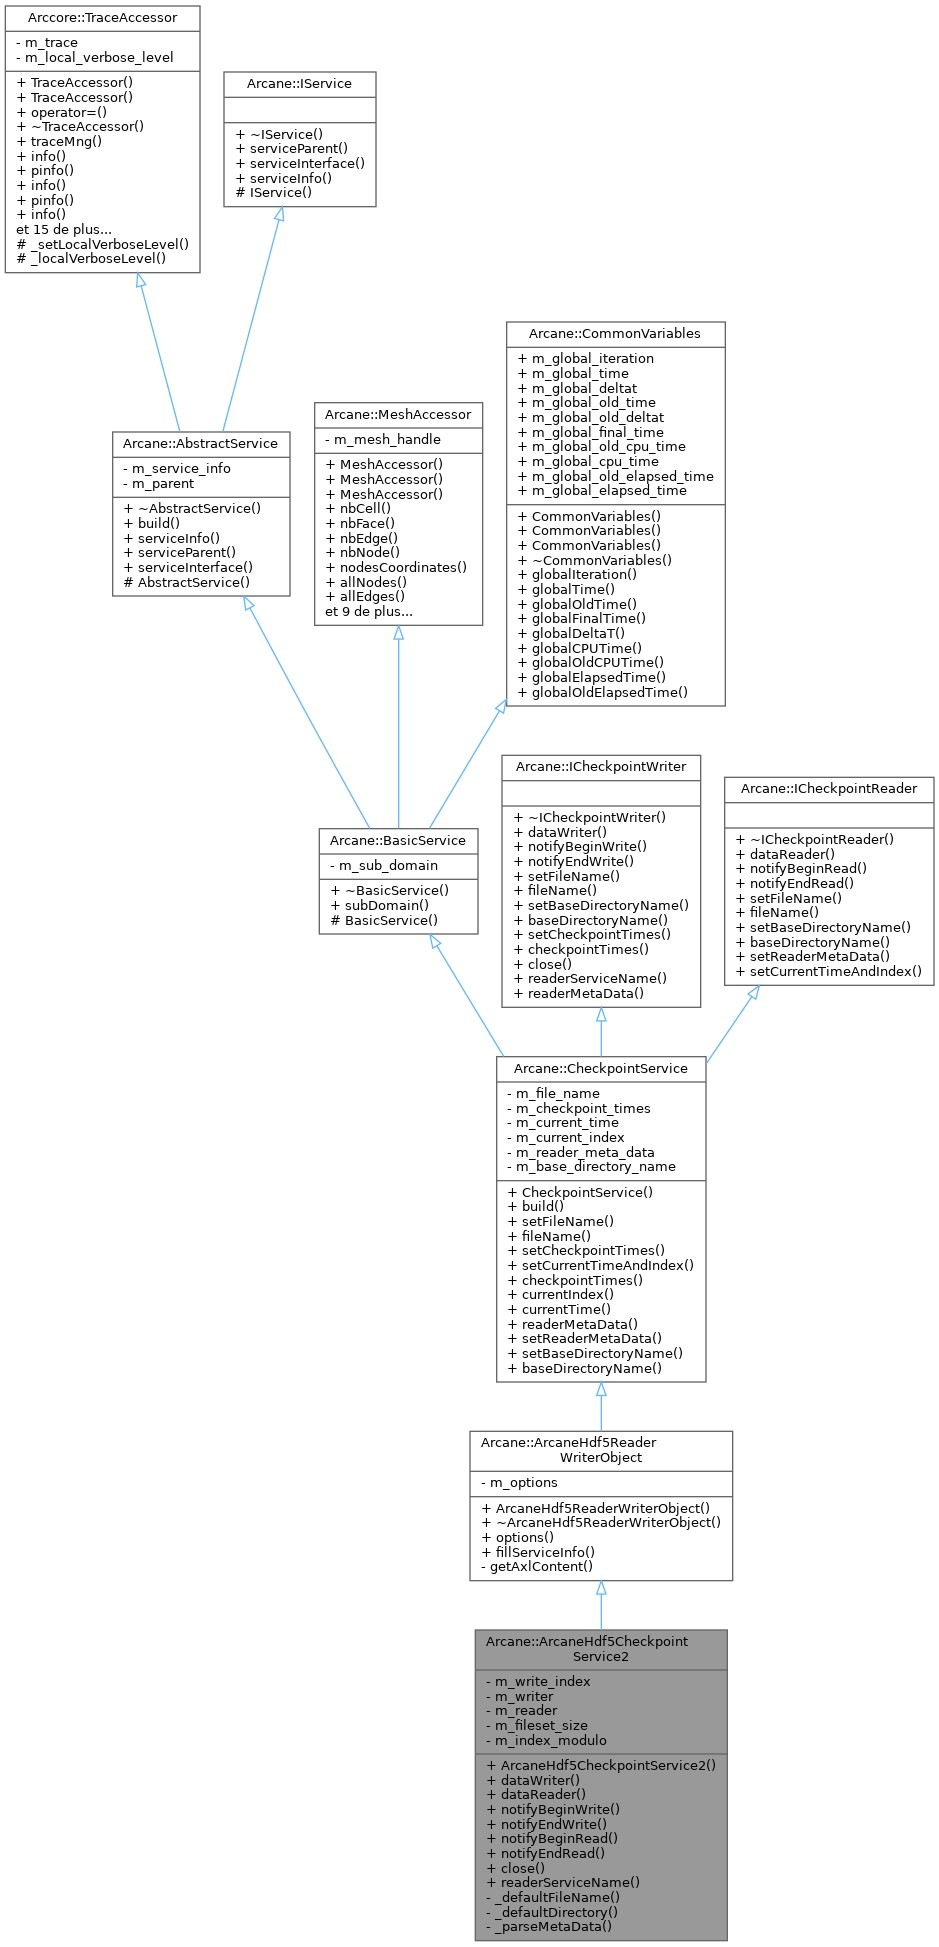 Arccore::TraceAccessor
- m_trace
- m_local_verbose_level
+ TraceAccessor()
+ TraceAccessor()
+ operator=()
+ ~TraceAccessor()
+ traceMng()
+ info()
+ pinfo()
+ info()
+ pinfo()
+ info()
et 15 de plus...
# _setLocalVerboseLevel()
# _localVerboseLevel()
Arcane::IService
+ ~IService()
+ serviceParent()
+ serviceInterface()
+ serviceInfo()
# IService()
Arcane::CommonVariables
+ m_global_iteration
+ m_global_time
+ m_global_deltat
+ m_global_old_time
+ m_global_old_deltat
+ m_global_final_time
+ m_global_old_cpu_time
+ m_global_cpu_time
+ m_global_old_elapsed_time
+ m_global_elapsed_time
+ CommonVariables()
+ CommonVariables()
+ CommonVariables()
+ ~CommonVariables()
+ globalIteration()
+ globalTime()
+ globalOldTime()
+ globalFinalTime()
+ globalDeltaT()
+ globalCPUTime()
+ globalOldCPUTime()
+ globalElapsedTime()
+ globalOldElapsedTime()
Arcane::MeshAccessor
- m_mesh_handle
+ MeshAccessor()
+ MeshAccessor()
+ MeshAccessor()
+ nbCell()
+ nbFace()
+ nbEdge()
+ nbNode()
+ nodesCoordinates()
+ allNodes()
+ allEdges()
et 9 de plus...
Arcane::AbstractService
- m_service_info
- m_parent
+ ~AbstractService()
+ build()
+ serviceInfo()
+ serviceParent()
+ serviceInterface()
# AbstractService()
Arcane::ICheckpointWriter
+ ~ICheckpointWriter()
+ dataWriter()
+ notifyBeginWrite()
+ notifyEndWrite()
+ setFileName()
+ fileName()
+ setBaseDirectoryName()
+ baseDirectoryName()
+ setCheckpointTimes()
+ checkpointTimes()
+ close()
+ readerServiceName()
+ readerMetaData()
Arcane::ICheckpointReader
+ ~ICheckpointReader()
+ dataReader()
+ notifyBeginRead()
+ notifyEndRead()
+ setFileName()
+ fileName()
+ setBaseDirectoryName()
+ baseDirectoryName()
+ setReaderMetaData()
+ setCurrentTimeAndIndex()
Arcane::BasicService
- m_sub_domain
+ ~BasicService()
+ subDomain()
# BasicService()
Arcane::CheckpointService
- m_file_name
- m_checkpoint_times
- m_current_time
- m_current_index
- m_reader_meta_data
- m_base_directory_name
+ CheckpointService()
+ build()
+ setFileName()
+ fileName()
+ setCheckpointTimes()
+ setCurrentTimeAndIndex()
+ checkpointTimes()
+ currentIndex()
+ currentTime()
+ readerMetaData()
+ setReaderMetaData()
+ setBaseDirectoryName()
+ baseDirectoryName()
Arcane::ArcaneHdf5Reader
WriterObject
- m_options
+ ArcaneHdf5ReaderWriterObject()
+ ~ArcaneHdf5ReaderWriterObject()
+ options()
+ fillServiceInfo()
- getAxlContent()
Arcane::ArcaneHdf5Checkpoint
Service2
- m_write_index
- m_writer
- m_reader
- m_fileset_size
- m_index_modulo
+ ArcaneHdf5CheckpointService2()
+ dataWriter()
+ dataReader()
+ notifyBeginWrite()
+ notifyEndWrite()
+ notifyBeginRead()
+ notifyEndRead()
+ close()
+ readerServiceName()
- _defaultFileName()
- _defaultDirectory()
- _parseMetaData()